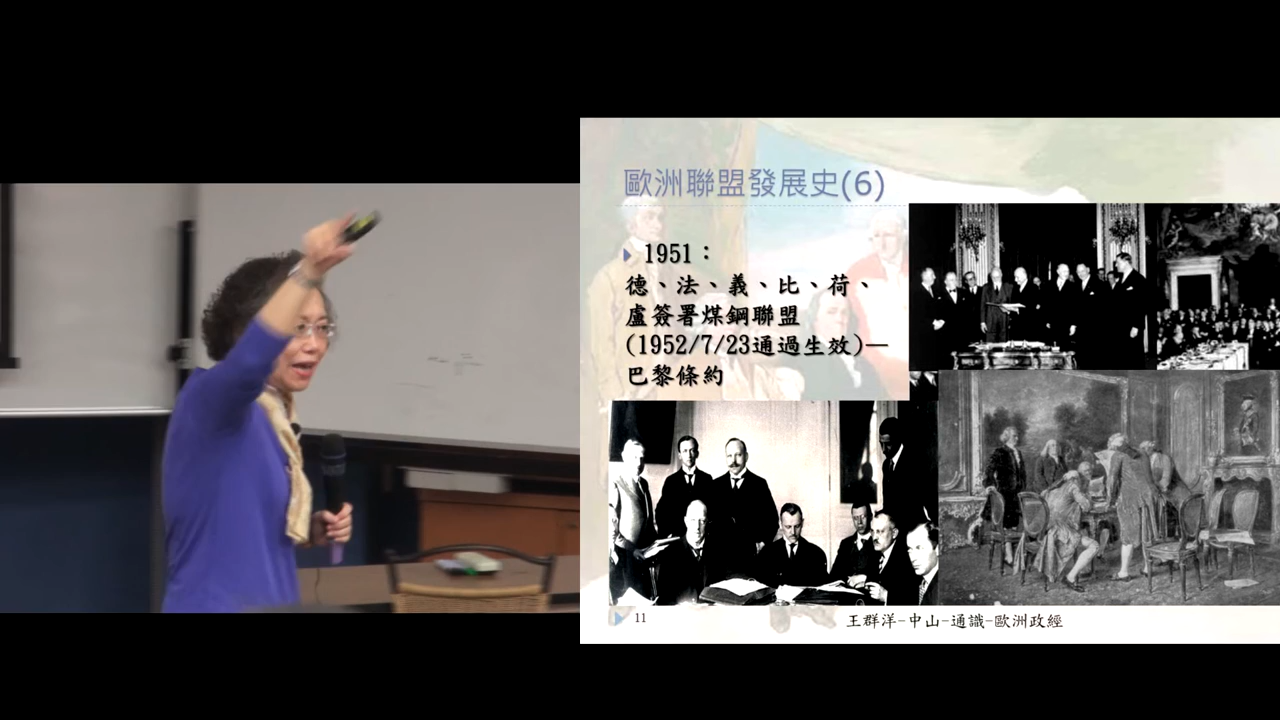 歐洲聯盟發展史(6)
1951：
德、法、義、比、荷、
盧簽署煤鋼聯盟
(1952/7/23通過生效)—
巴黎條約
11
王群洋-中山-通識-歐洲政經